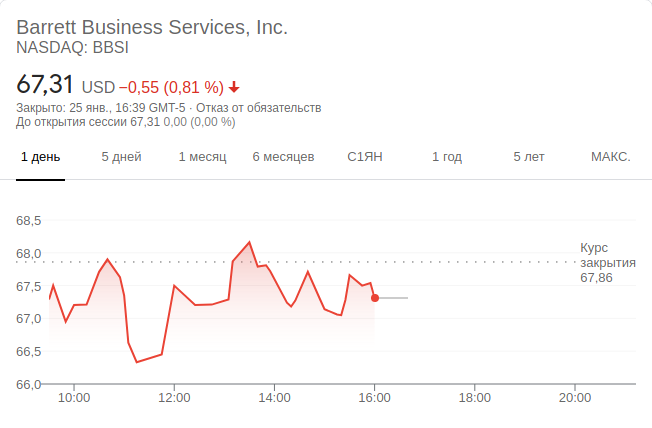 Barrett Business Services, Inc.
NASDAQ: BBSI
67,31 USD −0,55 (0,81 %)
Закрыто: 25 янв., 16:39 GMT-5 · Отказ от обязательств
До открытия сессии 67,31 0,00 (0,00 %)
1 день 5 дней 1 месяц 6 месяцев С1ЯН 1 год 5 лет МАКС.
68,5
68,0
67,5
67,0
66,5
66,0
Курс
закрытия
67,86
10:00 12:00 14:00 16:00 18:00 20:00